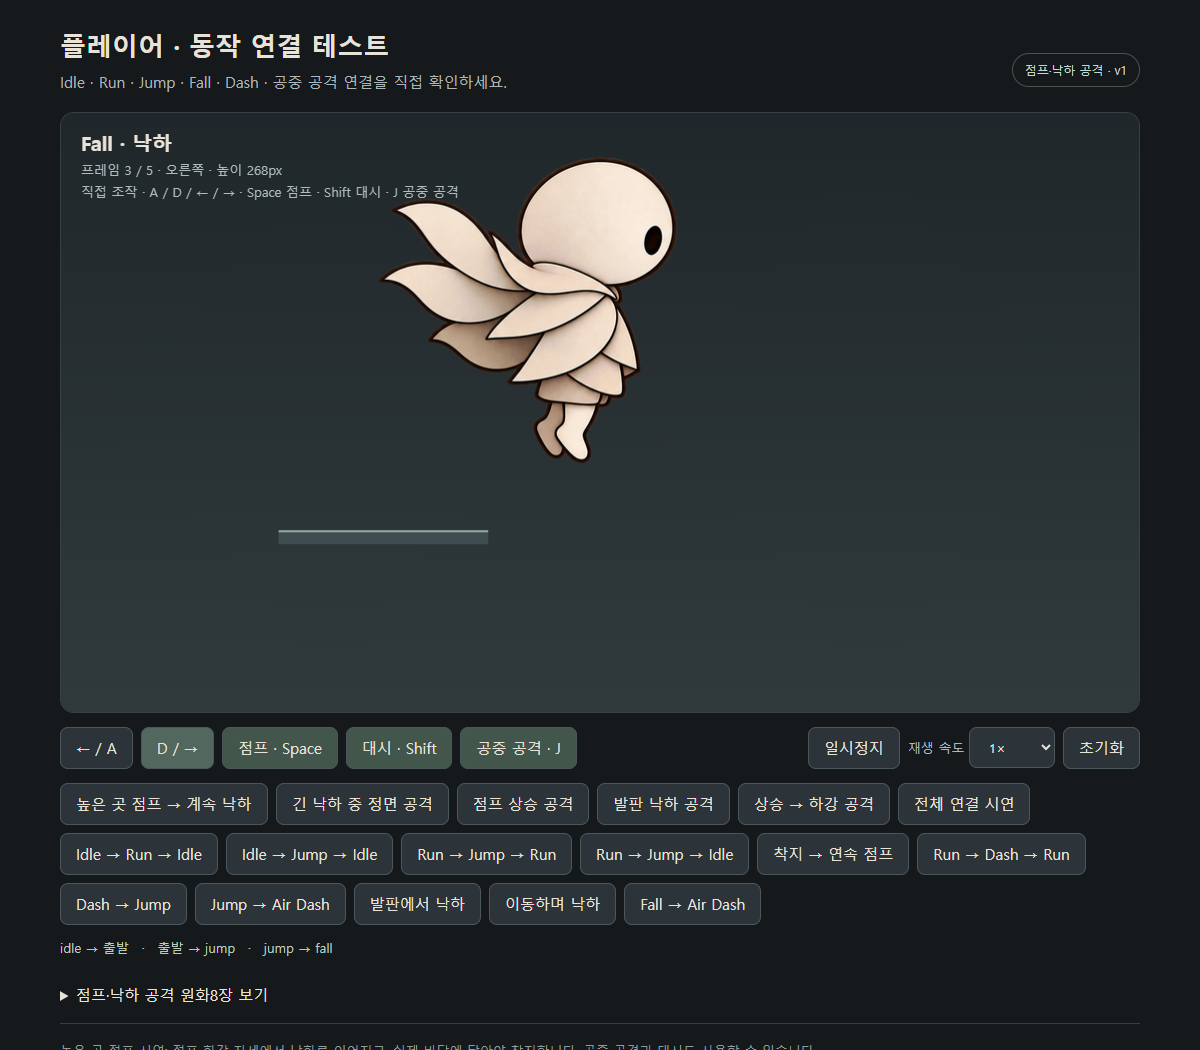 플레이어 · 동작 연결 테스트
Idle · Run · Jump · Fall · Dash · 공중 공격 연결을 직접 확인하세요.
점프·낙하 공격 · v1
Fall · 낙하
프레임 3 / 5 · 오른쪽 · 높이 268px
직접 조작 · A / D / ← / → · Space 점프 · Shift 대시 · J 공중 공격
← / A D / → 점프 · Space 대시 · Shift 공중 공격 · J 일시정지 재생 속도 1× 초기화
높은 곳 점프 → 계속 낙하 긴 낙하 중 정면 공격 점프 상승 공격 발판 낙하 공격 상승 → 하강 공격 전체 연결 시연
Idle → Run → Idle Idle → Jump → Idle Run → Jump → Run Run → Jump → Idle 착지 → 연속 점프 Run → Dash → Run
Dash → Jump Jump → Air Dash 발판에서 낙하 이동하며 낙하 Fall → Air Dash
idle → 출발 · 출발 → jump · jump → fall
▶ 점프·낙하 공격 원화8장 보기